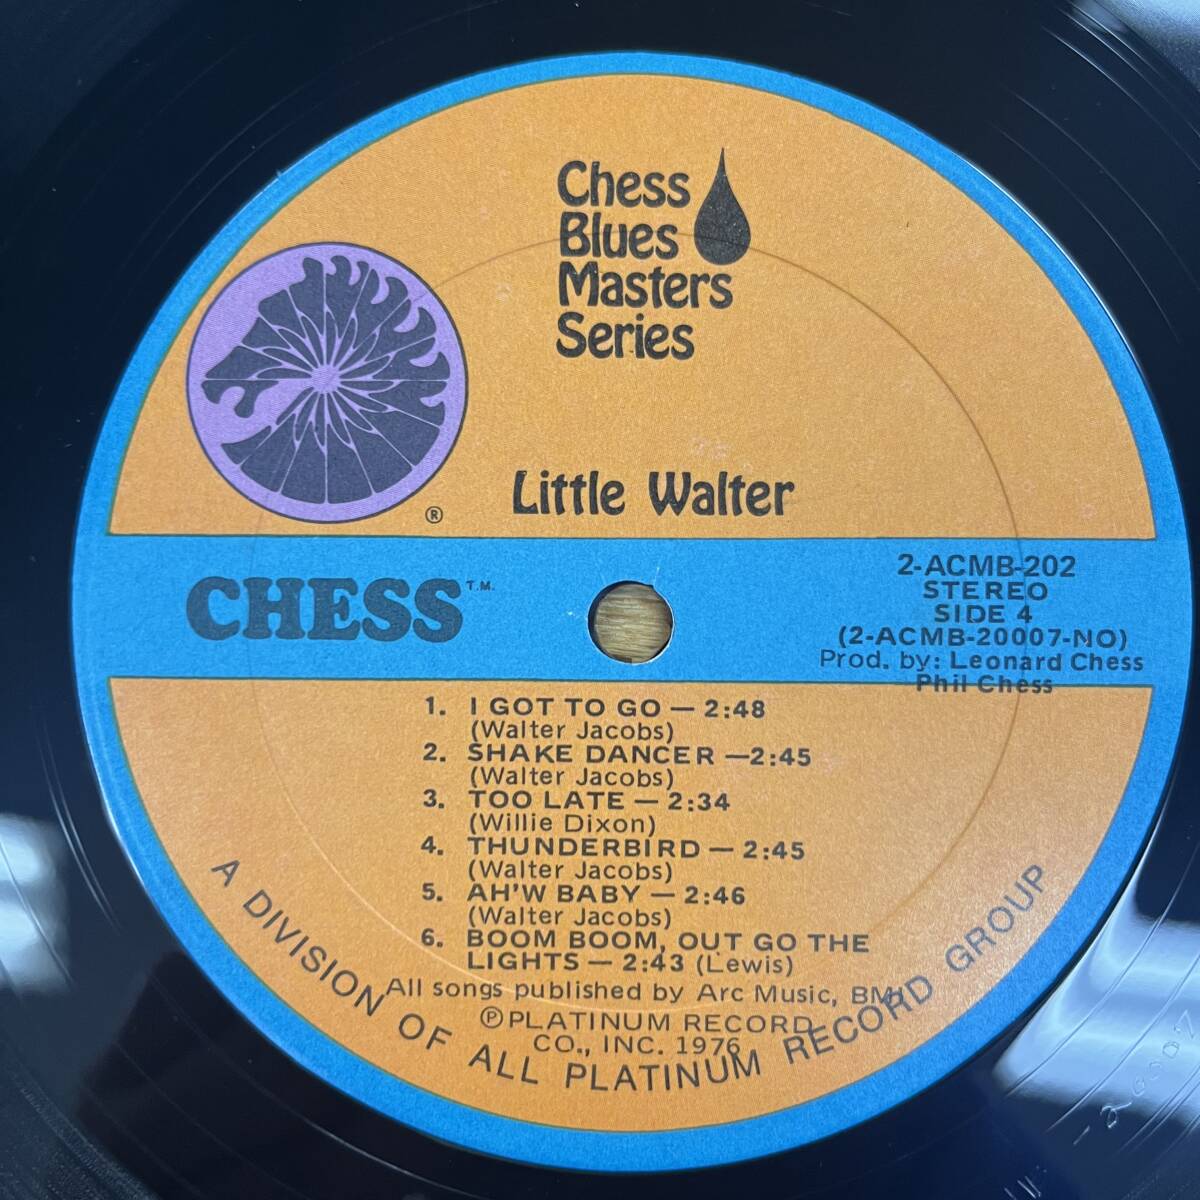 Chess
Blues
Masters
Series
®
Little Walter
CHESS T.M.
2-ACMB-202
STEREO
SIDE 4
(2-ACMB-20007-NO)
Prod. by: Leonard Chess
Phil Chess
1. I GOT TO GO — 2:48
(Walter Jacobs)
2. SHAKE DANCER —2:45
(Walter Jacobs)
3. TOO LATE — 2:34
(Willie Dixon)
4. THUNDERBIRD — 2:45
(Walter Jacobs)
5. AH'W BABY — 2:46
(Walter Jacobs)
6. BOOM BOOM, OUT GO THE
LIGHTS — 2:43 (Lewis)
All songs published by Arc Music, BMI
ⓅPLATINUM RECORD
CO., INC. 1976
A DIVISION OF ALL PLATINUM RECORD GROUP